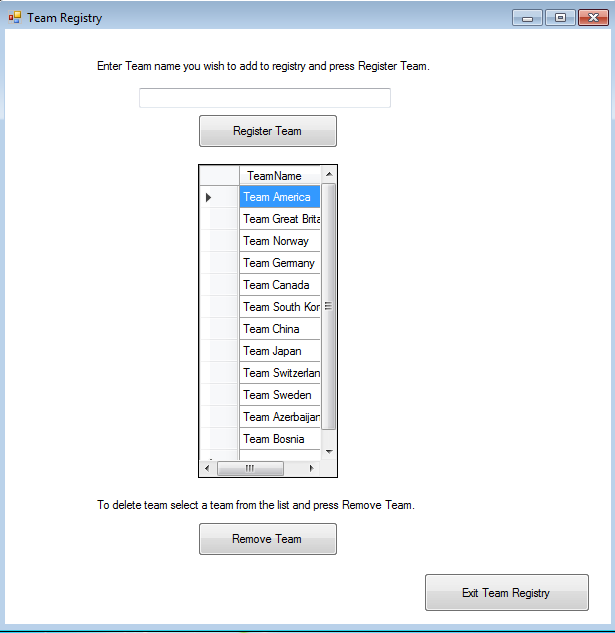 Team Registry
Enter Team name you wish to add to registry and press Register Team.
Register Team
TeamName
Team America
Team Great Brita
Team Norway
Team Germany
Team Canada
Team South Kor
Team China
Team Japan
Team Switzerlan
Team Sweden
Team Azerbaijan
Team Bosnia
To delete team select a team from the list and press Remove Team.
Remove Team
Exit Team Registry